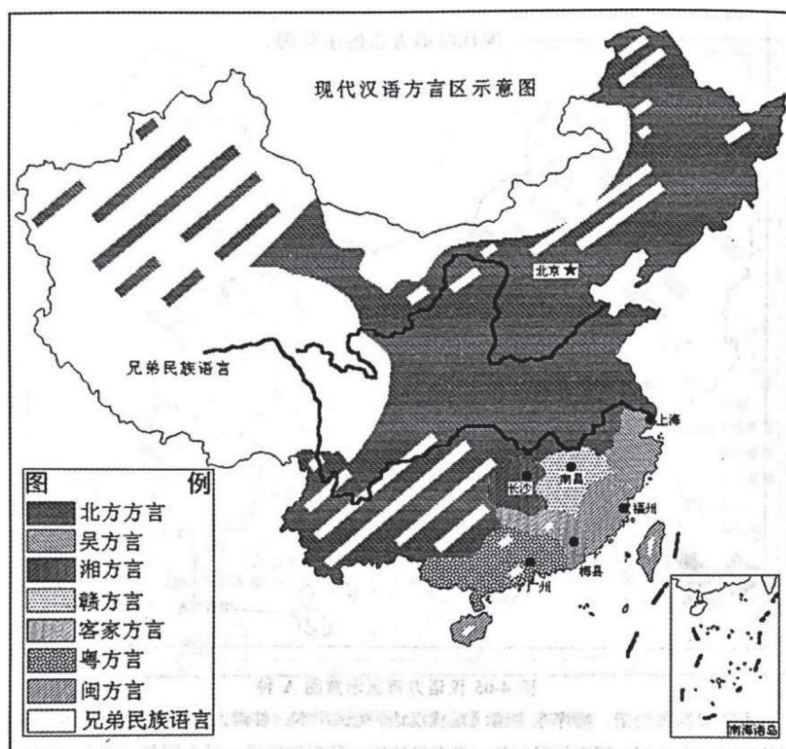 现代汉语方言区示意图
北京
兄弟民族语言
上海
南昌
长沙
福州
梅县
广州
图 例
北方方言
吴方言
湘方言
赣方言
客家方言
粤方言
闽方言
兄弟民族语言
南海诸岛